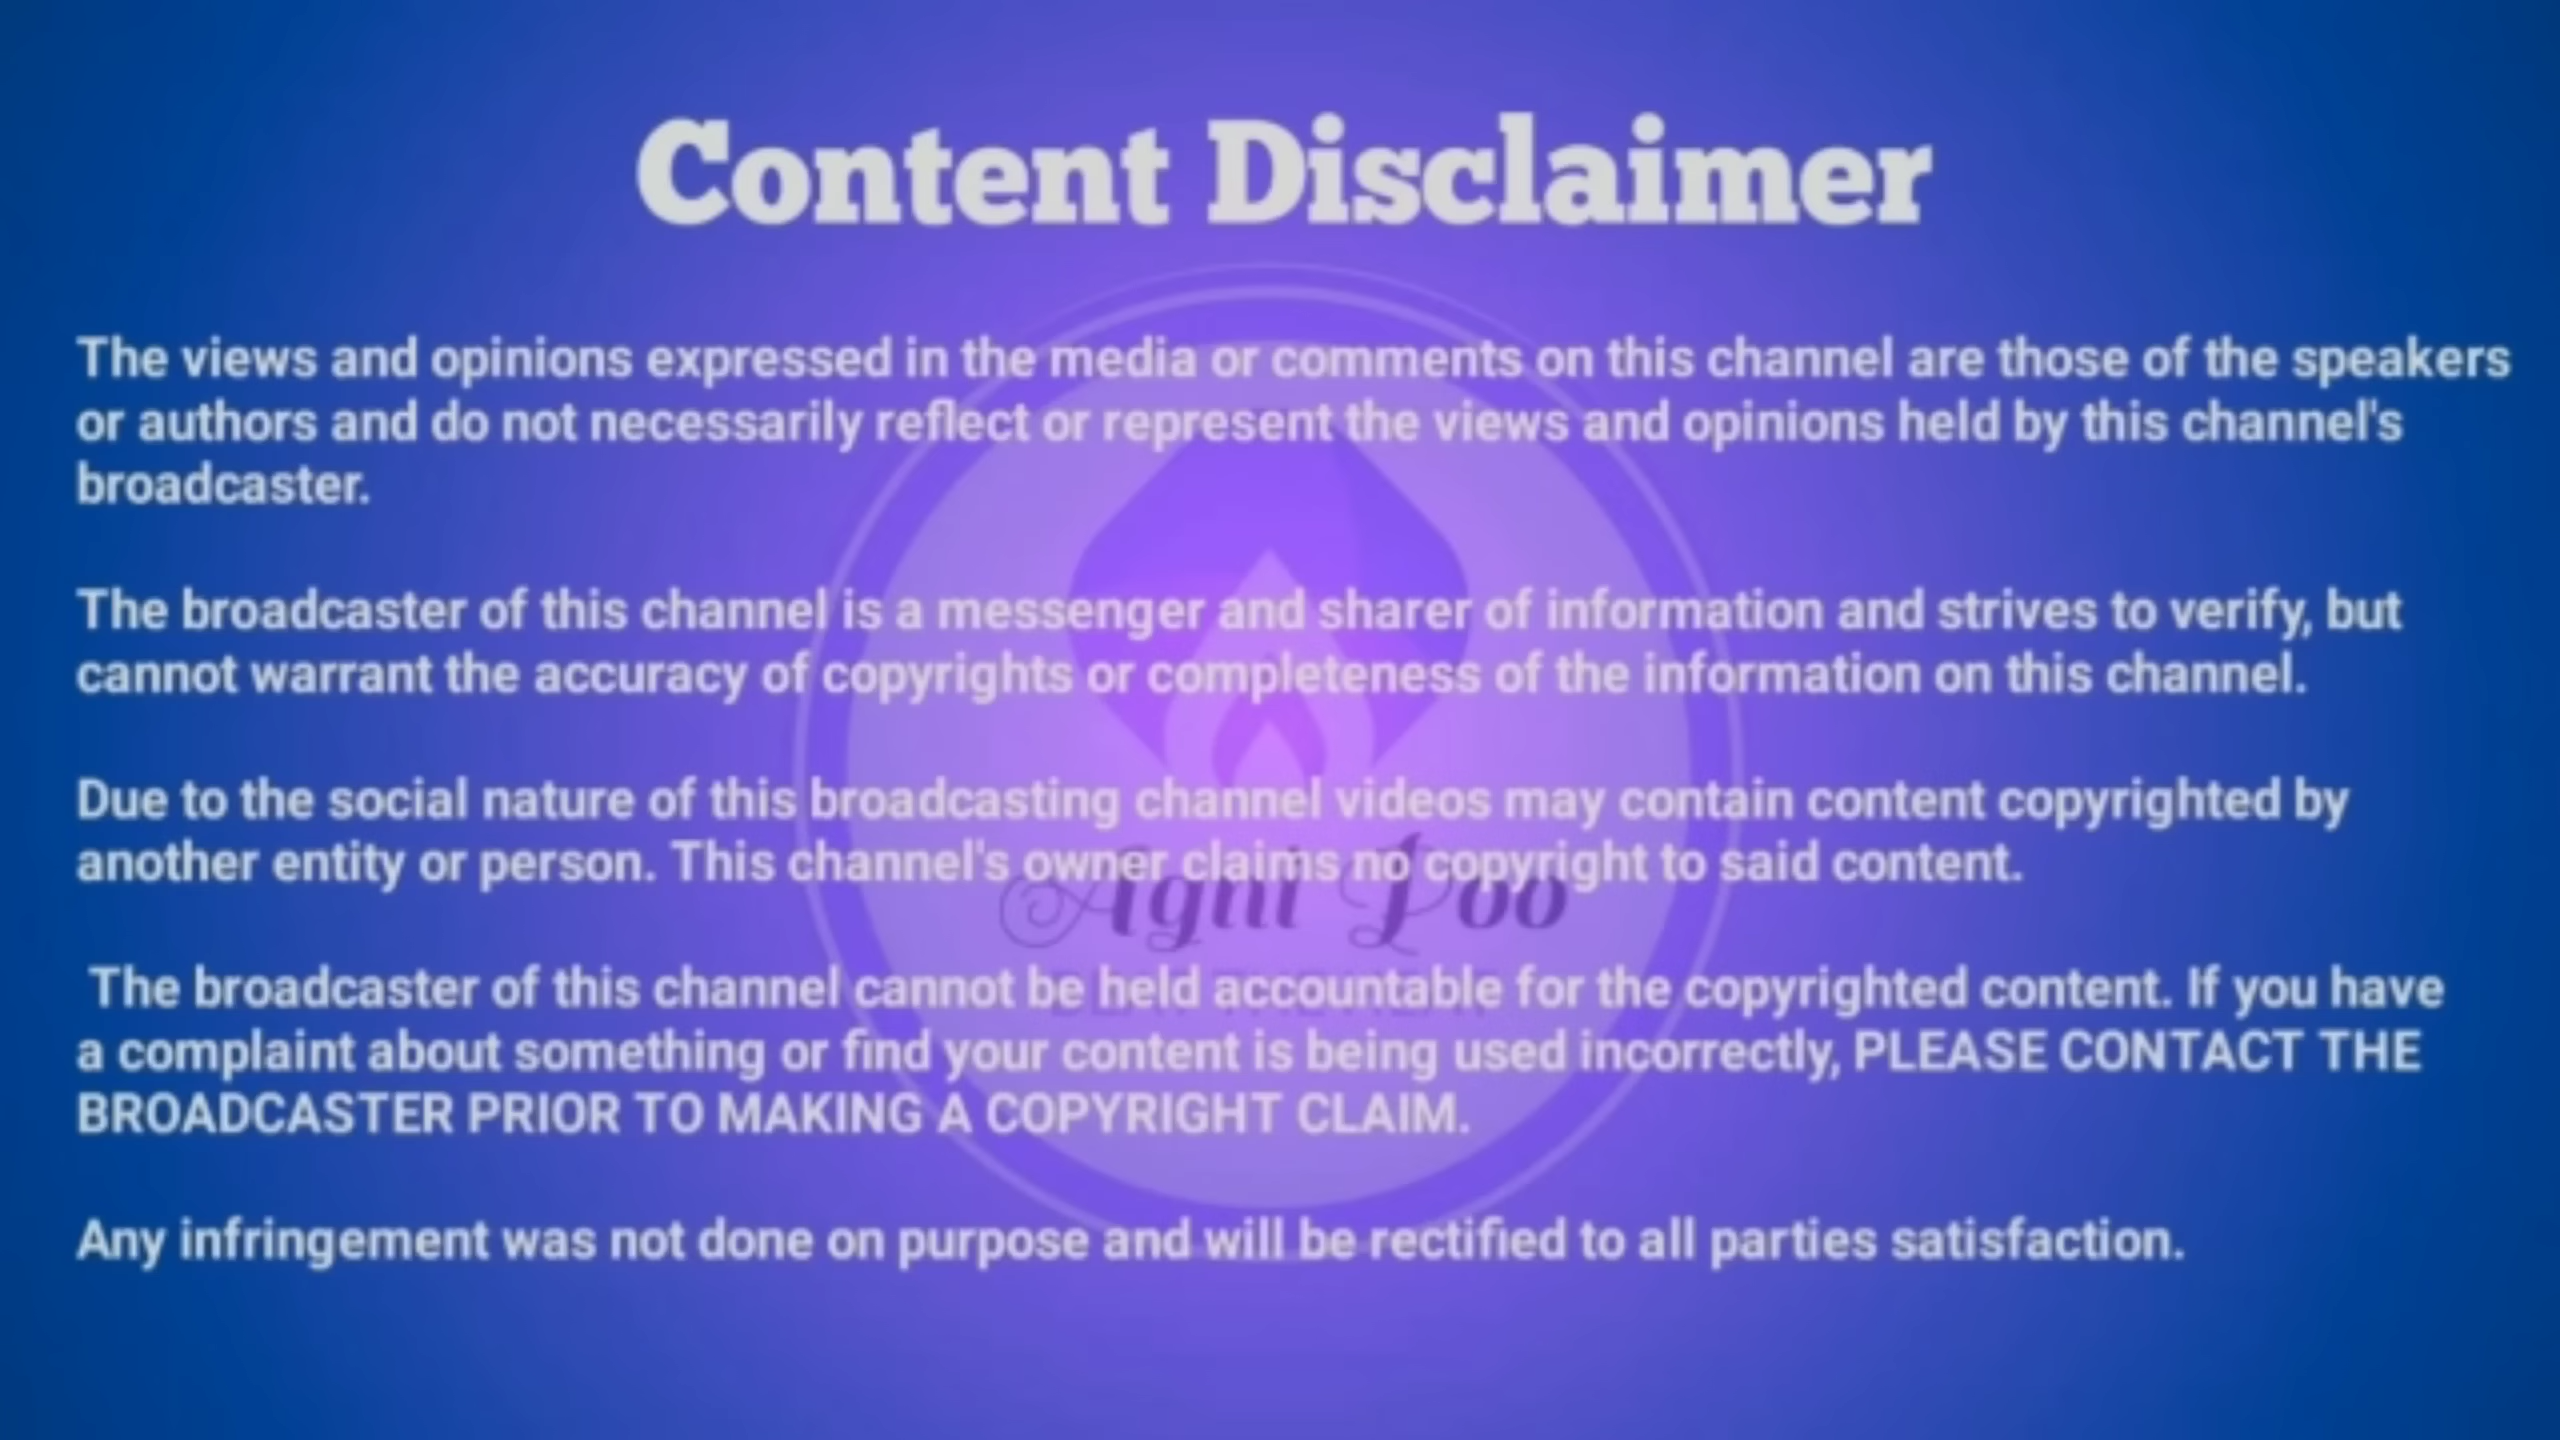 Content Disclaimer
The views and opinions expressed in the media or comments on this channel are those of the speakers
or authors and do not necessarily reflect or represent the views and opinions held by this channel's
broadcaster.
The broadcaster of this channel is a messenger and sharer of information and strives to verify, but
cannot warrant the accuracy of copyrights or completeness of the information on this channel.
Due to the social nature of this broadcasting channel videos may contain content copyrighted by
another entity or person. This channel's owner claims no copyright to said content.
Agni Poo
The broadcaster of this channel cannot be held accountable for the copyrighted content. If you have
a complaint about something or find your content is being used incorrectly, PLEASE CONTACT THE
BROADCASTER PRIOR TO MAKING A COPYRIGHT CLAIM.
Any infringement was not done on purpose and will be rectified to all parties satisfaction.